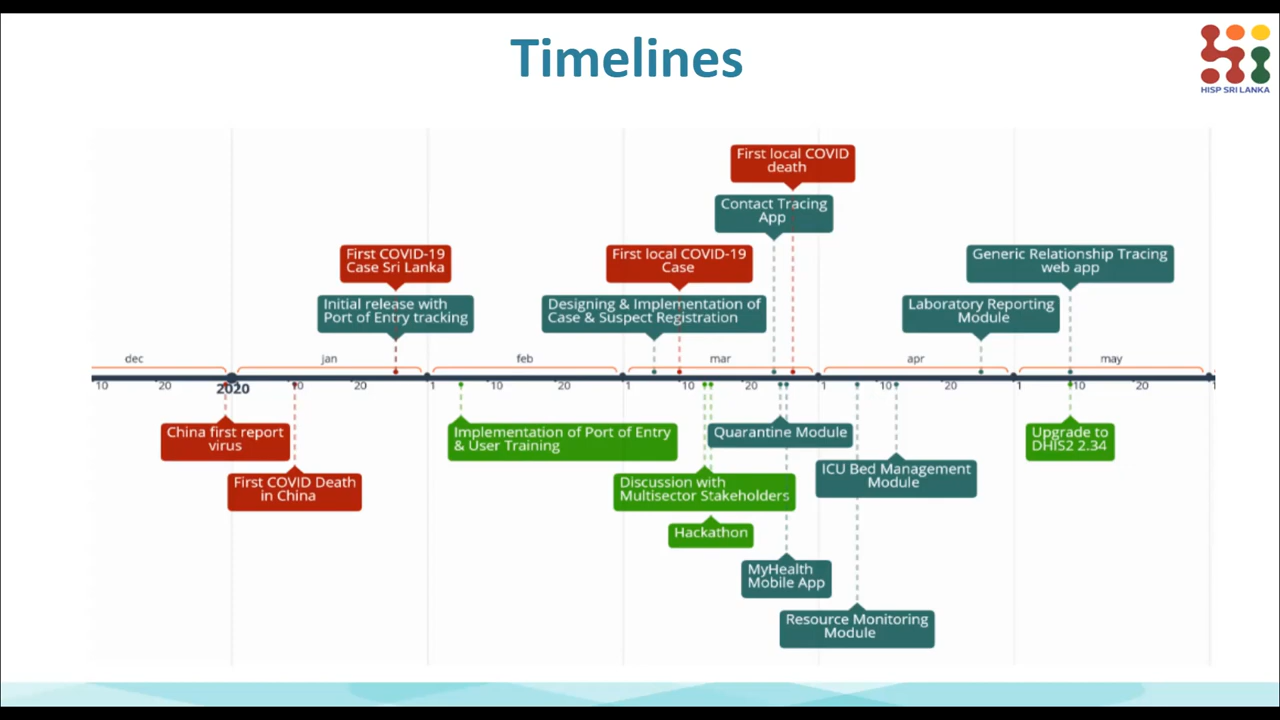 Timelines
HISP SRI LANKA
First local COVID
death
Contact Tracing
App
First COVID-19
Case Sri Lanka
First local COVID-19
Case
Generic Relationship Tracing
web app
Initial release with
Port of Entry tracking
Designing & Implementation of
Case & Suspect Registration
Laboratory Reporting
Module
dec jan feb mar apr may
10 20 10 20 1 10 20 1 10 20 1 10 20 1 10 20 1
2020
China first report
virus
Implementation of Port of Entry
& User Training
Quarantine Module
Upgrade to
DHIS2 2.34
First COVID Death
in China
Discussion with
Multisector Stakeholders
ICU Bed Management
Module
Hackathon
MyHealth
Mobile App
Resource Monitoring
Module